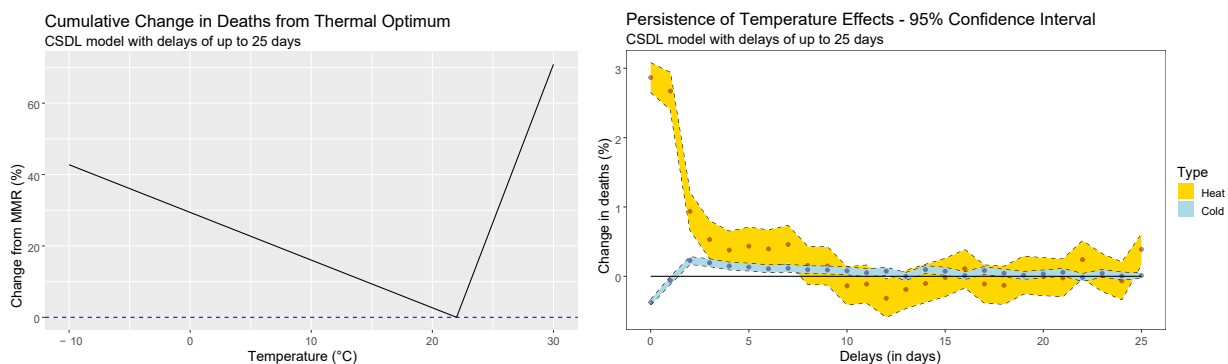 Cumulative Change in Deaths from Thermal Optimum
CSDL model with delays of up to 25 days
Change from MMR (%)
60
40
20
0
−10
0
10
20
30
Temperature (°C)
Persistence of Temperature Effects - 95% Confidence Interval
CSDL model with delays of up to 25 days
Change in deaths (%)
3
2
1
0
0
5
10
15
20
25
Delays (in days)
Type
Heat
Cold